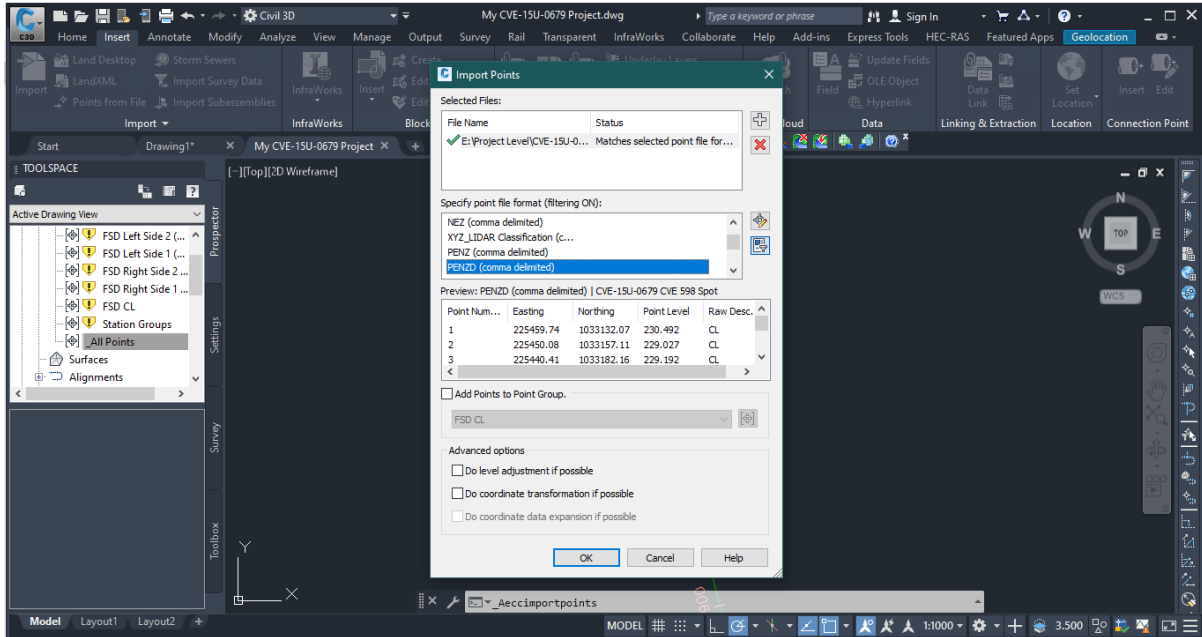 Civil 3D My CVE-15U-0679 Project.dwg Type a keyword or phrase Sign In
C3D Home Insert Annotate Modify Analyze View Manage Output Survey Rail Transparent InfraWorks Collaborate Help Add-ins Express Tools HEC-RAS Featured Apps Geolocation
Import
Land Desktop Storm Sewers
LandXML Import Survey Data
Points from File Import Subassemblies
InfraWorks
Insert
Create
Edit
Edit
Underlay Layers
Field
Update Fields
OLE Object
Hyperlink
Data Link
Set Location
Insert Edit
Import InfraWorks Block loud Data Linking & Extraction Location Connection Point
Start Drawing1* My CVE-15U-0679 Project
TOOLSPACE
Active Drawing View
FSD Left Side 2 (...
FSD Left Side 1 (...
FSD Right Side 2 ...
FSD Right Side 1 ...
FSD CL
Station Groups
_All Points
Surfaces
Alignments
Prospector
Settings
Survey
Toolbox
[-][Top][2D Wireframe]
Import Points
Selected Files:
File Name Status
E:\Project Level\CVE-15U-0... Matches selected point file for...
Specify point file format (filtering ON):
NEZ (comma delimited)
XYZ_LIDAR Classification (c...
PENZ (comma delimited)
PENZD (comma delimited)
Preview: PENZD (comma delimited) | CVE-15U-0679 CVE 598 Spot
Point Num... Easting Northing Point Level Raw Desc.
1 225459.74 1033132.07 230.492 CL
2 225450.08 1033157.11 229.027 CL
3 225440.41 1033182.16 229.192 CL
Add Points to Point Group.
FSD CL
Advanced options
Do level adjustment if possible
Do coordinate transformation if possible
Do coordinate data expansion if possible
OK Cancel Help
N
W TOP E
S
WCS
Y
X
_Aeccimportpoints
Model Layout1 Layout2 +
MODEL 1:1000 3.500